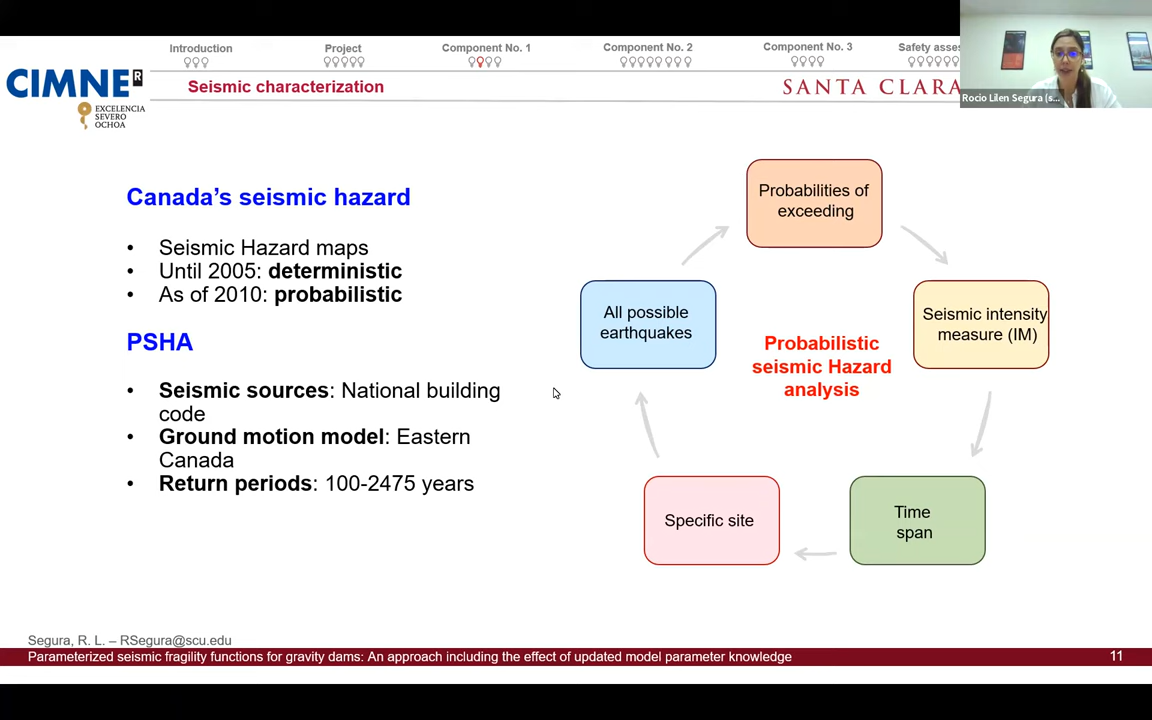 Introduction
Project
Component No. 1
Component No. 2
Component No. 3
Safety asses
CIMNE R
EXCELENCIA
SEVERO
OCHOA
Seismic characterization
SANTA CLARA
Rocio Lilen Segura (s...
Canada's seismic hazard
• Seismic Hazard maps
• Until 2005: deterministic
• As of 2010: probabilistic
PSHA
• Seismic sources: National building
code
• Ground motion model: Eastern
Canada
• Return periods: 100-2475 years
Probabilities of
exceeding
Seismic intensity
measure (IM)
Time
span
Specific site
All possible
earthquakes
Probabilistic
seismic Hazard
analysis
Segura, R. L. – RSegura@scu.edu
Parameterized seismic fragility functions for gravity dams: An approach including the effect of updated model parameter knowledge
11